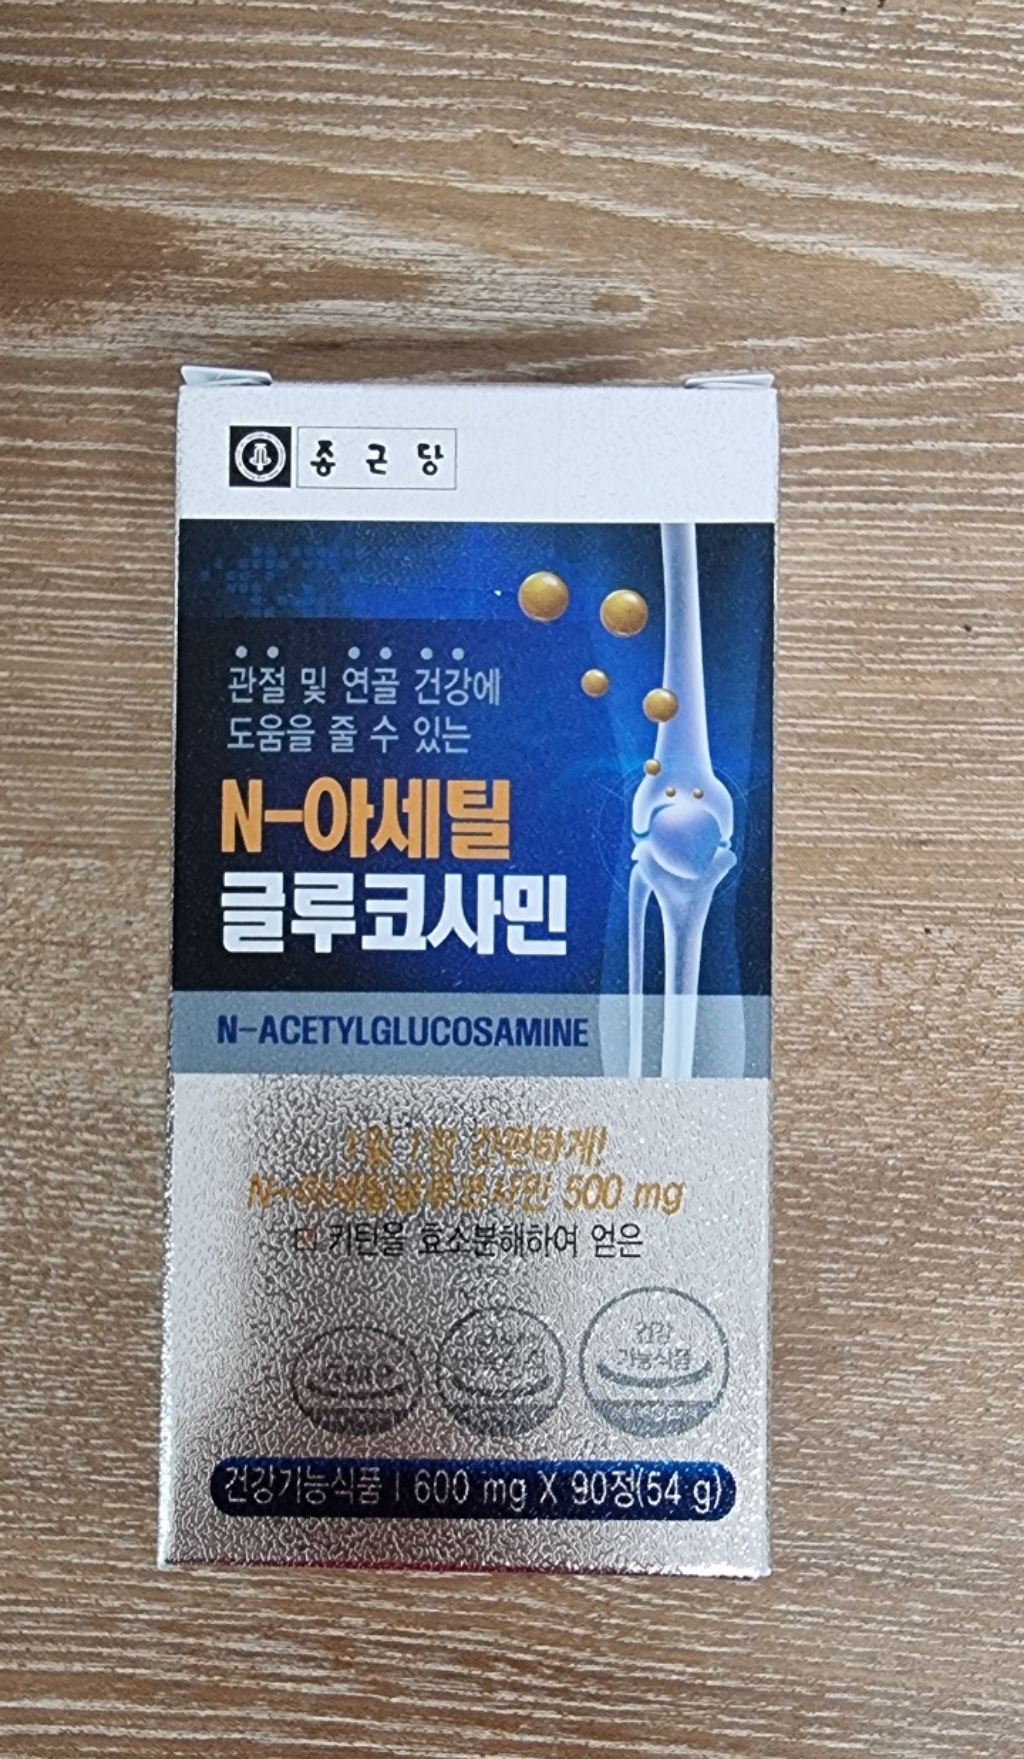 종근당
관절 및 연골 건강에
도움을 줄 수 있는
N-아세틸
글루코사민
N-ACETYLGLUCOSAMINE
1일 1정 간편하게!
N-아세틸글루코사민 500 mg
키틴을 효소분해하여 얻은
GMP
건강
기능식품
건강기능식품 | 600 mg X 90정(54 g)